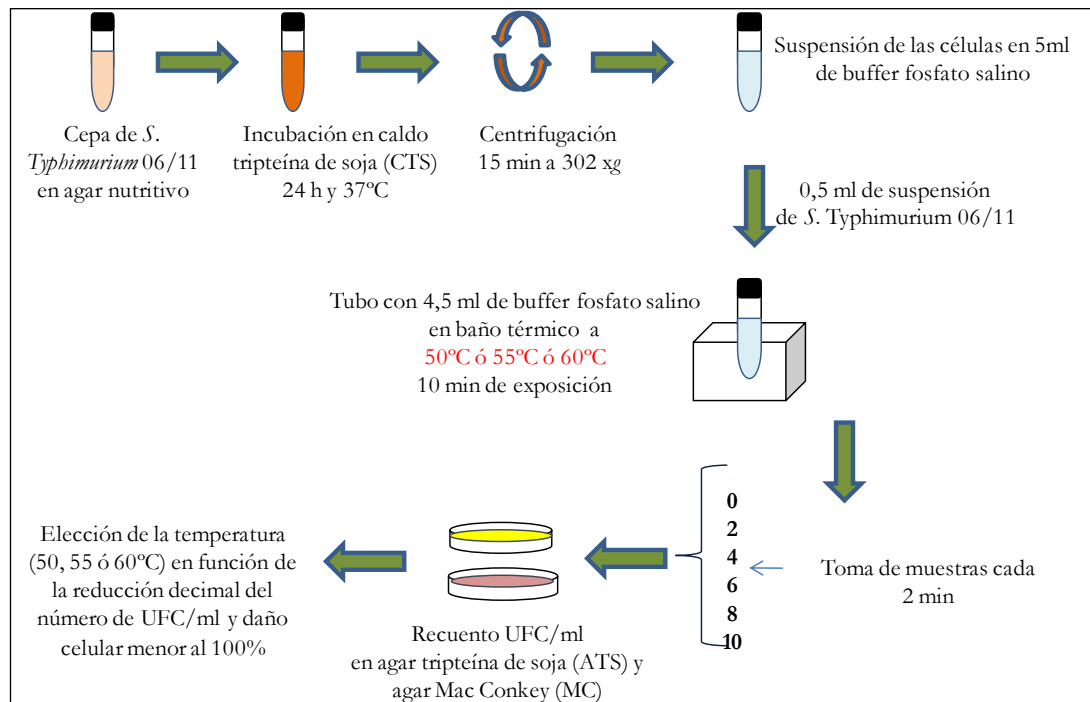 Cepa de S.
Typhimurium 06/11
en agar nutritivo
Incubación en caldo
tripteína de soja (CTS)
24 h y 37ºC
Centrifugación
15 min a 302 xg
Suspensión de las células en 5ml
de buffer fosfato salino
0,5 ml de suspensión
de S. Typhimurium 06/11
Tubo con 4,5 ml de buffer fosfato salino
en baño térmico a
50ºC ó 55ºC ó 60ºC
10 min de exposición
0
2
4
6
8
10
Toma de muestras cada
2 min
Recuento UFC/ml
en agar tripteína de soja (ATS) y
agar Mac Conkey (MC)
Elección de la temperatura
(50, 55 ó 60ºC) en función de
la reducción decimal del
número de UFC/ml y daño
celular menor al 100%